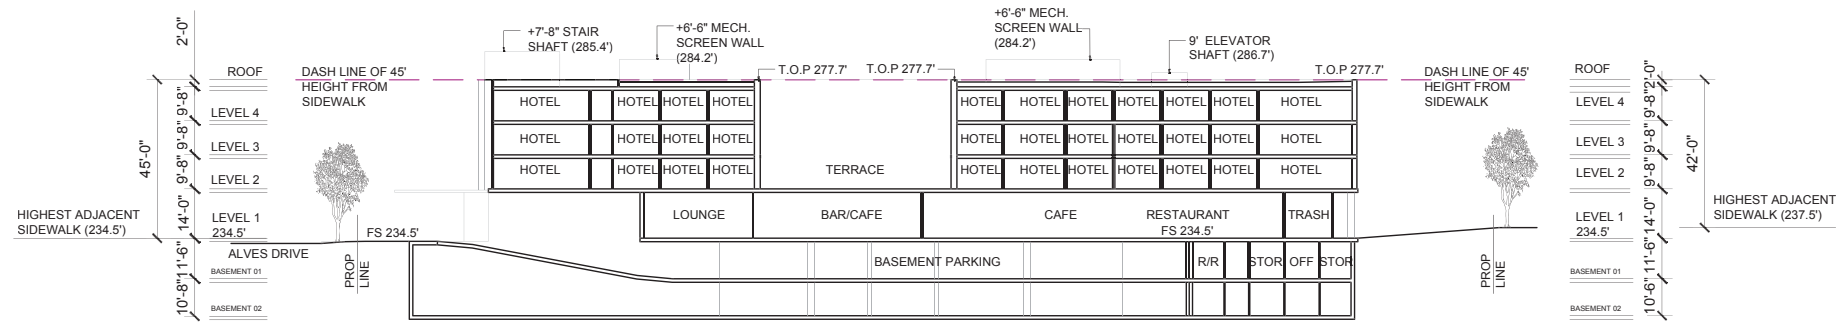 2'-0"
+7'-8" STAIR
SHAFT (285.4')
+6'-6" MECH.
SCREEN WALL
(284.2')
+6'-6" MECH.
SCREEN WALL
(284.2')
9' ELEVATOR
SHAFT (286.7')
ROOF
DASH LINE OF 45'
HEIGHT FROM
SIDEWALK
T.O.P 277.7'
T.O.P 277.7'
T.O.P 277.7'
DASH LINE OF 45'
HEIGHT FROM
SIDEWALK
ROOF
2'-0"
9'-8"
LEVEL 4
HOTEL
HOTEL
HOTEL
HOTEL
HOTEL
HOTEL
HOTEL
HOTEL
HOTEL
HOTEL
HOTEL
LEVEL 4
9'-8"
9'-8"
LEVEL 3
HOTEL
HOTEL
HOTEL
HOTEL
HOTEL
HOTEL
HOTEL
HOTEL
HOTEL
HOTEL
HOTEL
LEVEL 3
9'-8"
45'-0"
9'-8"
LEVEL 2
HOTEL
HOTEL
HOTEL
HOTEL
TERRACE
HOTEL
HOTEL
HOTEL
HOTEL
HOTEL
HOTEL
HOTEL
LEVEL 2
9'-8"
42'-0"
HIGHEST ADJACENT
SIDEWALK (234.5')
14'-0"
LEVEL 1
234.5'
FS 234.5'
LOUNGE
BAR/CAFE
CAFE
RESTAURANT
FS 234.5'
TRASH
LEVEL 1
234.5'
14'-0"
HIGHEST ADJACENT
SIDEWALK (237.5')
11'-6"
ALVES DRIVE
BASEMENT 01
PROP
LINE
BASEMENT PARKING
R/R
STOR
OFF
STOR
PROP
LINE
BASEMENT 01
11'-6"
10'-8"
BASEMENT 02
BASEMENT 02
10'-6"